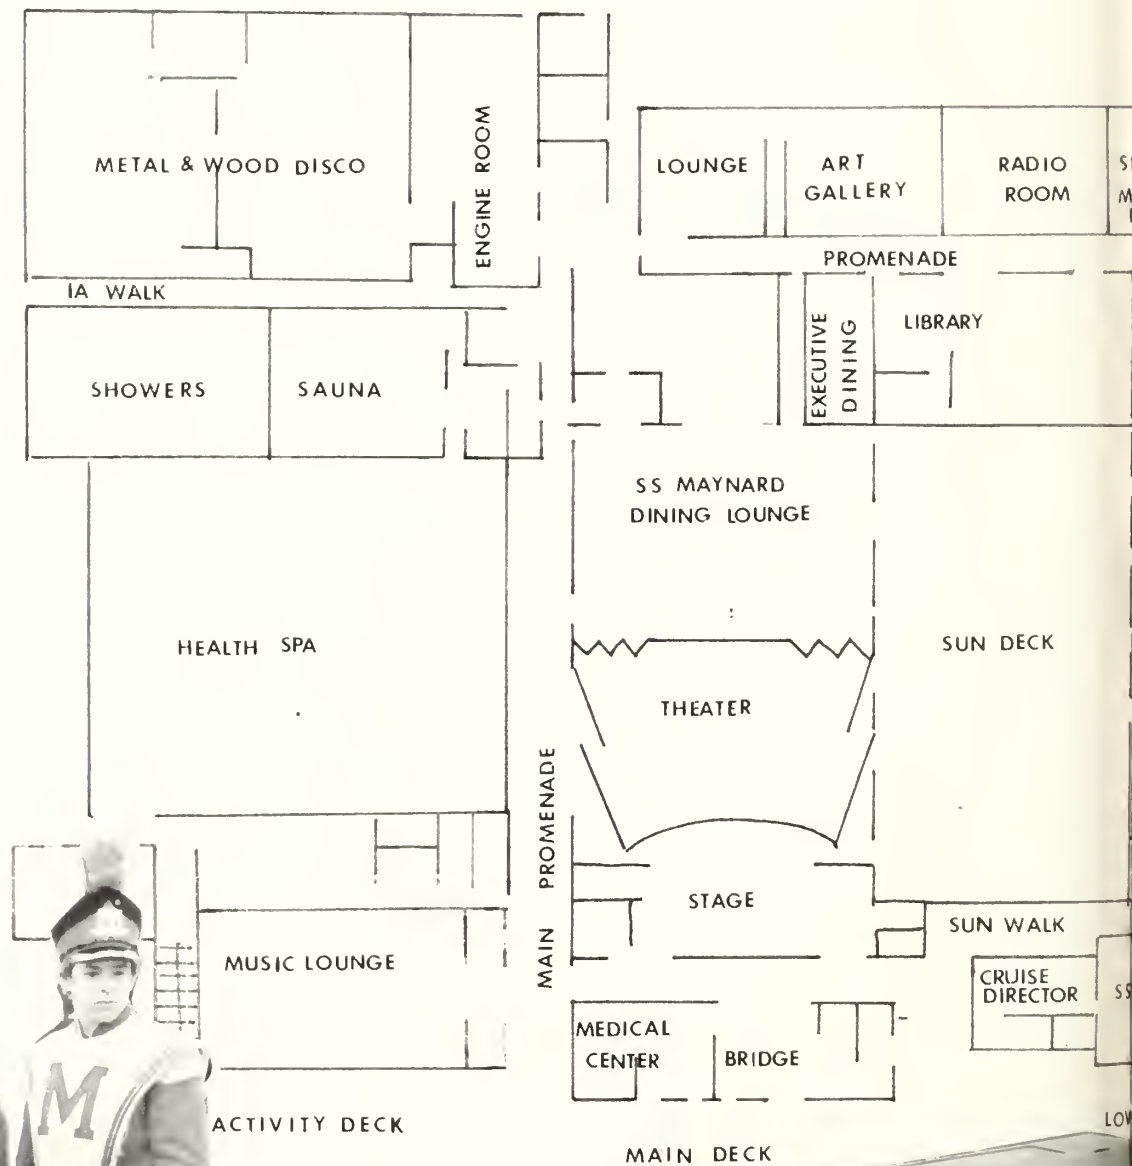 METAL & WOOD DISCO
ENGINE ROOM
LOUNGE
ART
GALLERY
RADIO
ROOM
PROMENADE
IA WALK
EXECUTIVE
DINING
LIBRARY
SHOWERS
SAUNA
SS MAYNARD
DINING LOUNGE
HEALTH SPA
SUN DECK
THEATER
MAIN PROMENADE
STAGE
SUN WALK
MUSIC LOUNGE
CRUISE
DIRECTOR
SS
MEDICAL
CENTER
BRIDGE
M
ACTIVITY DECK
MAIN DECK